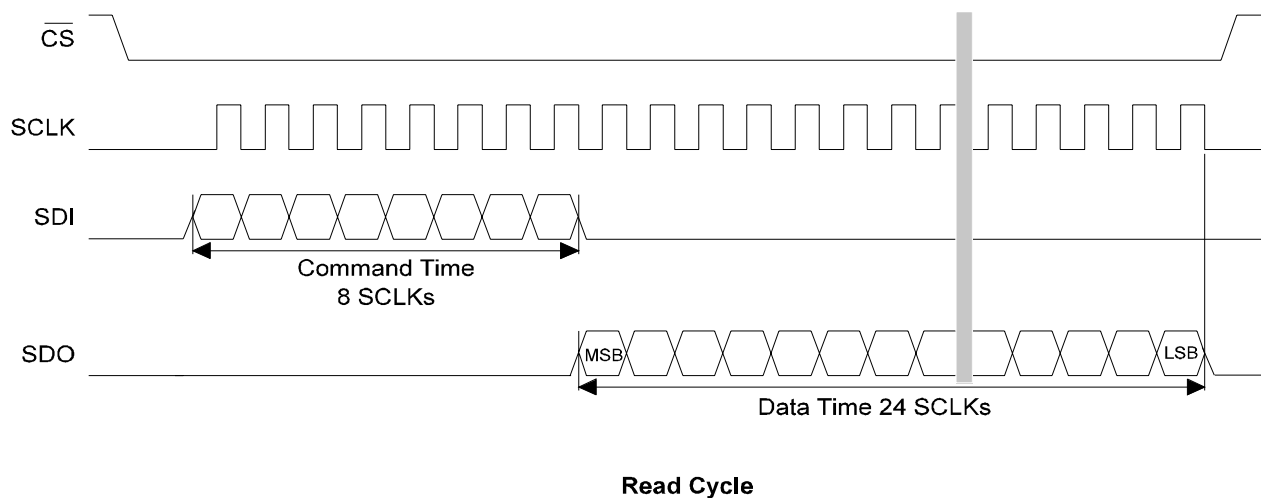 CS
SCLK
SDI
Command Time
8 SCLKs
SDO
MSB
LSB
Data Time 24 SCLKs
Read Cycle